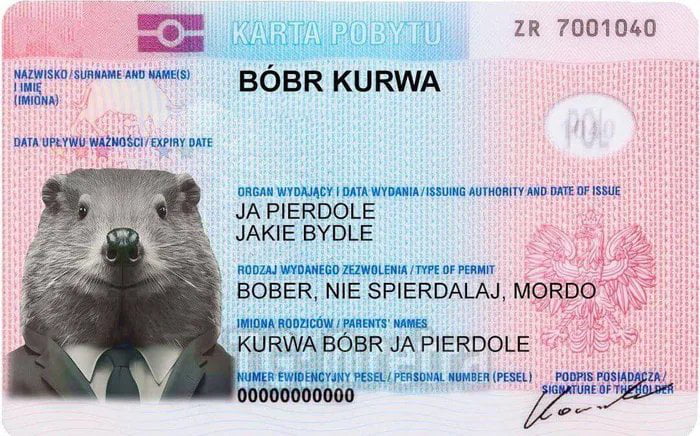 KARTA POBYTU ZR 7001040
NAZWISKO/SURNAME AND NAME(S)
I IMIĘ
(IMIONA)
BÓBR KURWA
POL
DATA UPŁYWU WAŻNOŚCI/EXPIRY DATE
ORGAN WYDAJĄCY I DATA WYDANIA/ISSUING AUTHORITY AND DATE OF ISSUE
JA PIERDOLE
JAKIE BYDLE
RODZAJ WYDANEGO ZEZWOLENIA/TYPE OF PERMIT
BOBER, NIE SPIERDALAJ, MORDO
IMIONA RODZICÓW/PARENTS' NAMES
KURWA BÓBR JA PIERDOLE
NUMER EWIDENCYJNY PESEL/PERSONAL NUMBER (PESEL)
00000000000
PODPIS POSIADACZA/
SIGNATURE OF THE HOLDER